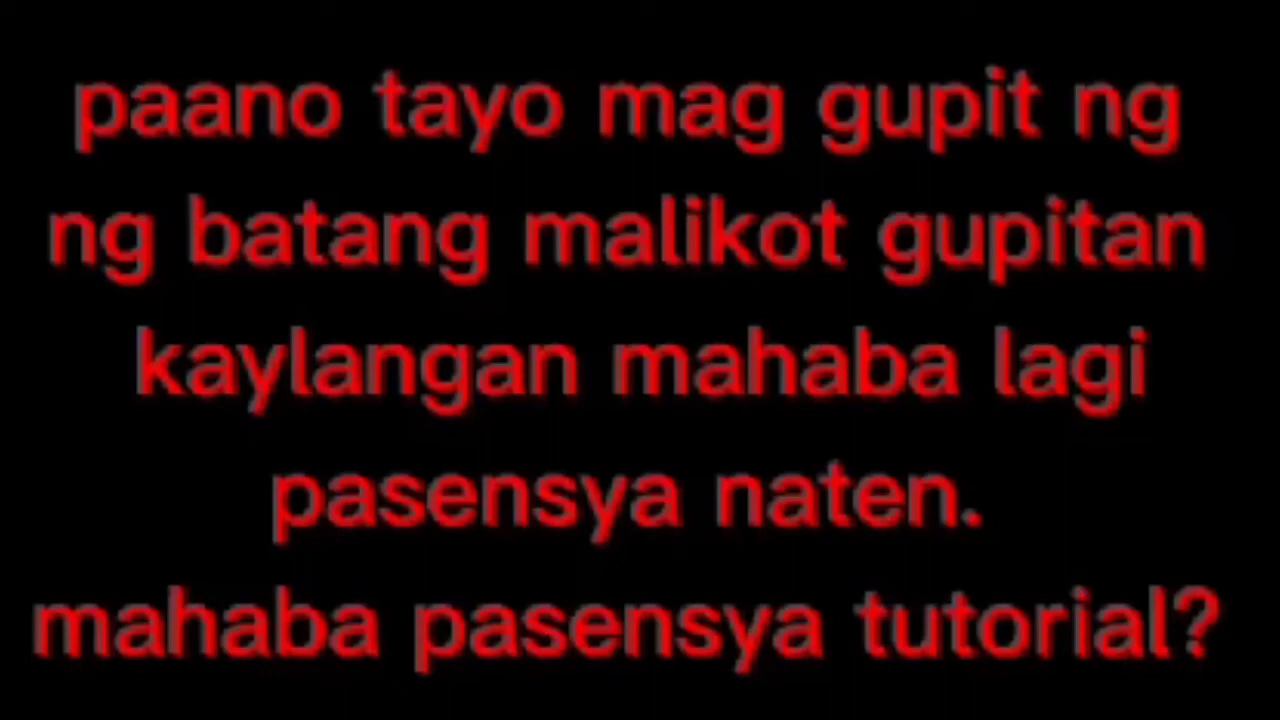 paano tayo mag gupit ng
ng batang malikot gupitan
kaylangan mahaba lagi
pasensya naten.
mahaba pasensya tutorial?